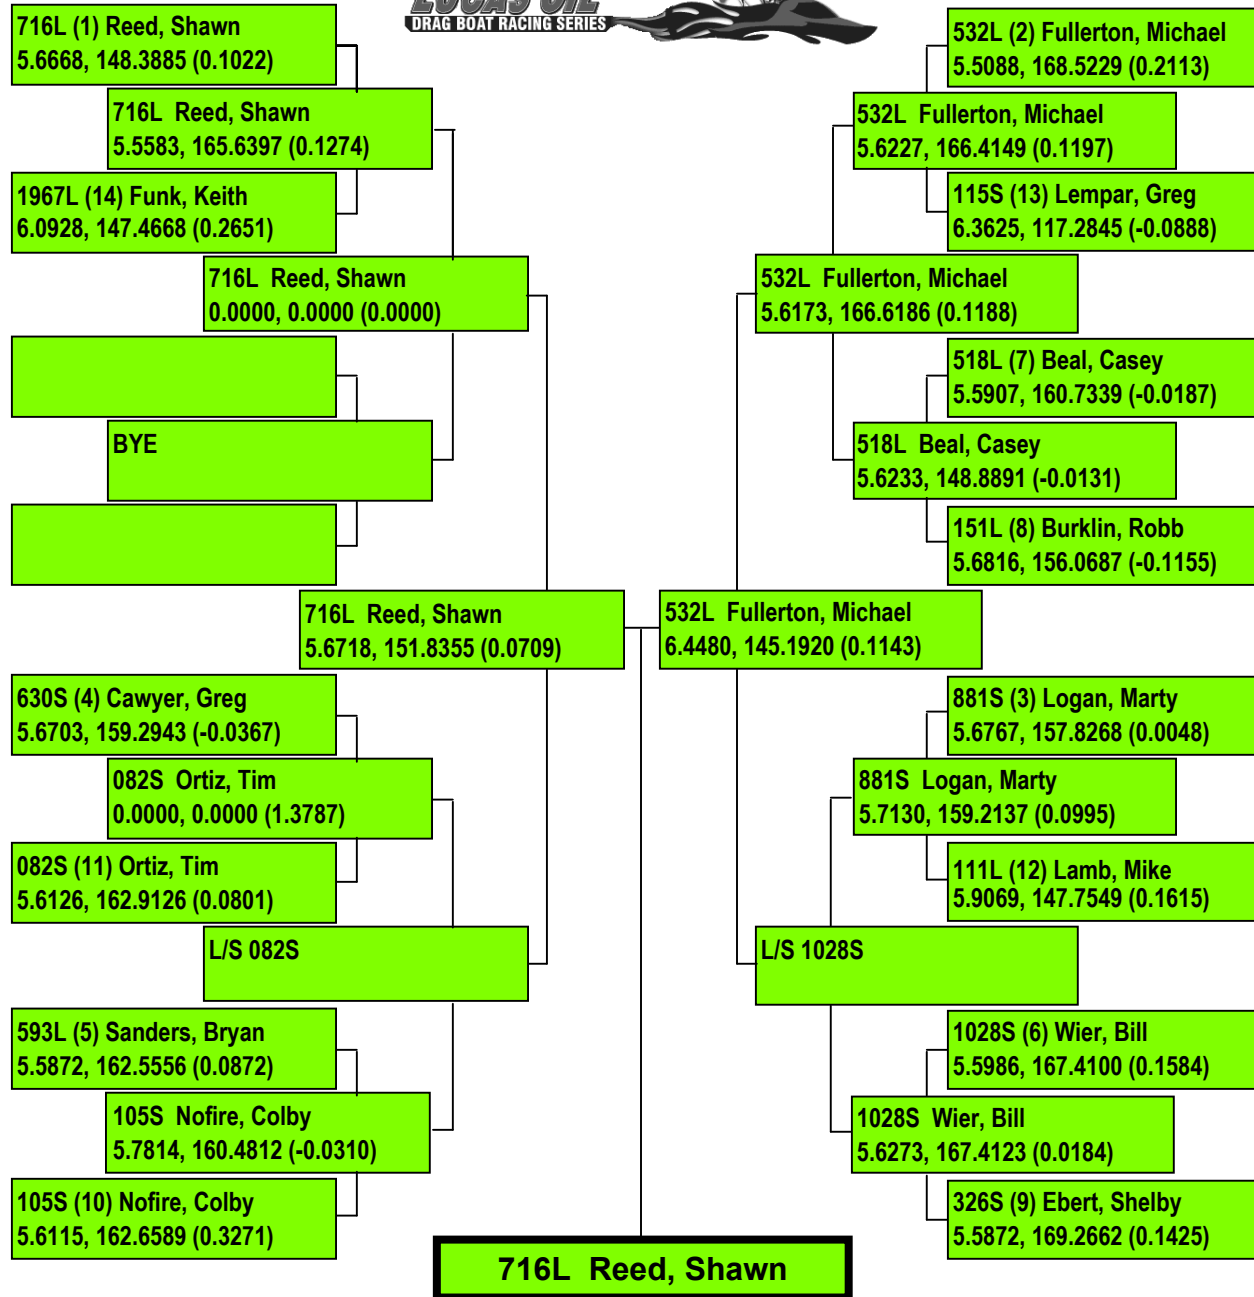 LUCAS OIL
DRAG BOAT RACING SERIES
716L (1) Reed, Shawn
5.6668, 148.3885 (0.1022)
716L Reed, Shawn
5.5583, 165.6397 (0.1274)
1967L (14) Funk, Keith
6.0928, 147.4668 (0.2651)
716L Reed, Shawn
0.0000, 0.0000 (0.0000)
BYE
716L Reed, Shawn
5.6718, 151.8355 (0.0709)
630S (4) Cawyer, Greg
5.6703, 159.2943 (-0.0367)
082S Ortiz, Tim
0.0000, 0.0000 (1.3787)
082S (11) Ortiz, Tim
5.6126, 162.9126 (0.0801)
L/S 082S
593L (5) Sanders, Bryan
5.5872, 162.5556 (0.0872)
105S Nofire, Colby
5.7814, 160.4812 (-0.0310)
105S (10) Nofire, Colby
5.6115, 162.6589 (0.3271)
532L (2) Fullerton, Michael
5.5088, 168.5229 (0.2113)
532L Fullerton, Michael
5.6227, 166.4149 (0.1197)
115S (13) Lempar, Greg
6.3625, 117.2845 (-0.0888)
532L Fullerton, Michael
5.6173, 166.6186 (0.1188)
518L (7) Beal, Casey
5.5907, 160.7339 (-0.0187)
518L Beal, Casey
5.6233, 148.8891 (-0.0131)
151L (8) Burklin, Robb
5.6816, 156.0687 (-0.1155)
532L Fullerton, Michael
6.4480, 145.1920 (0.1143)
881S (3) Logan, Marty
5.6767, 157.8268 (0.0048)
881S Logan, Marty
5.7130, 159.2137 (0.0995)
111L (12) Lamb, Mike
5.9069, 147.7549 (0.1615)
L/S 1028S
1028S (6) Wier, Bill
5.5986, 167.4100 (0.1584)
1028S Wier, Bill
5.6273, 167.4123 (0.0184)
326S (9) Ebert, Shelby
5.5872, 169.2662 (0.1425)
716L Reed, Shawn